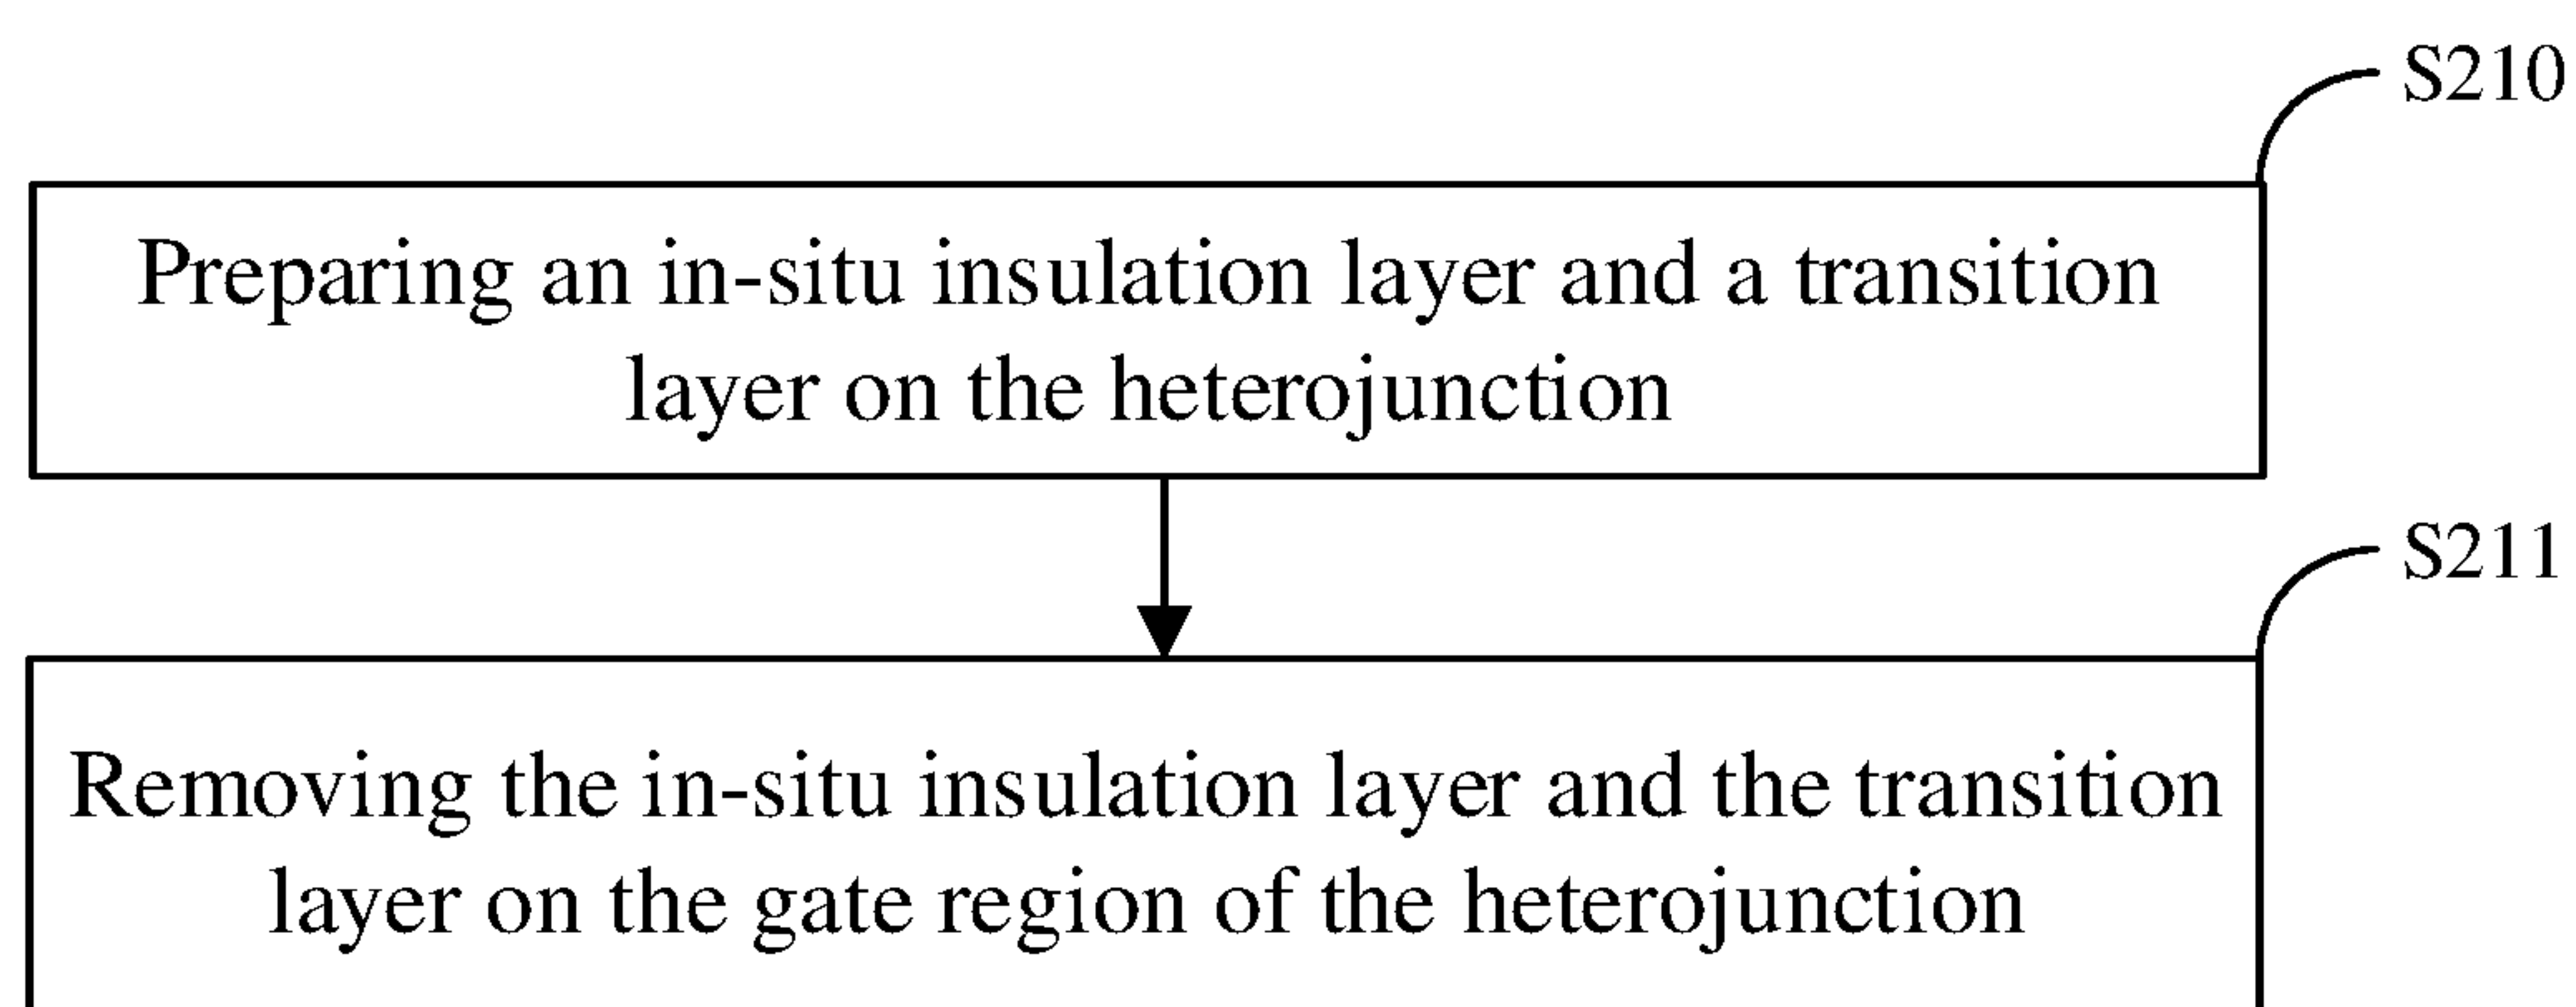 S210
Preparing an in-situ insulation layer and a transition
layer on the heterojunction
S211
Removing the in-situ insulation layer and the transition
layer on the gate region of the heterojunction